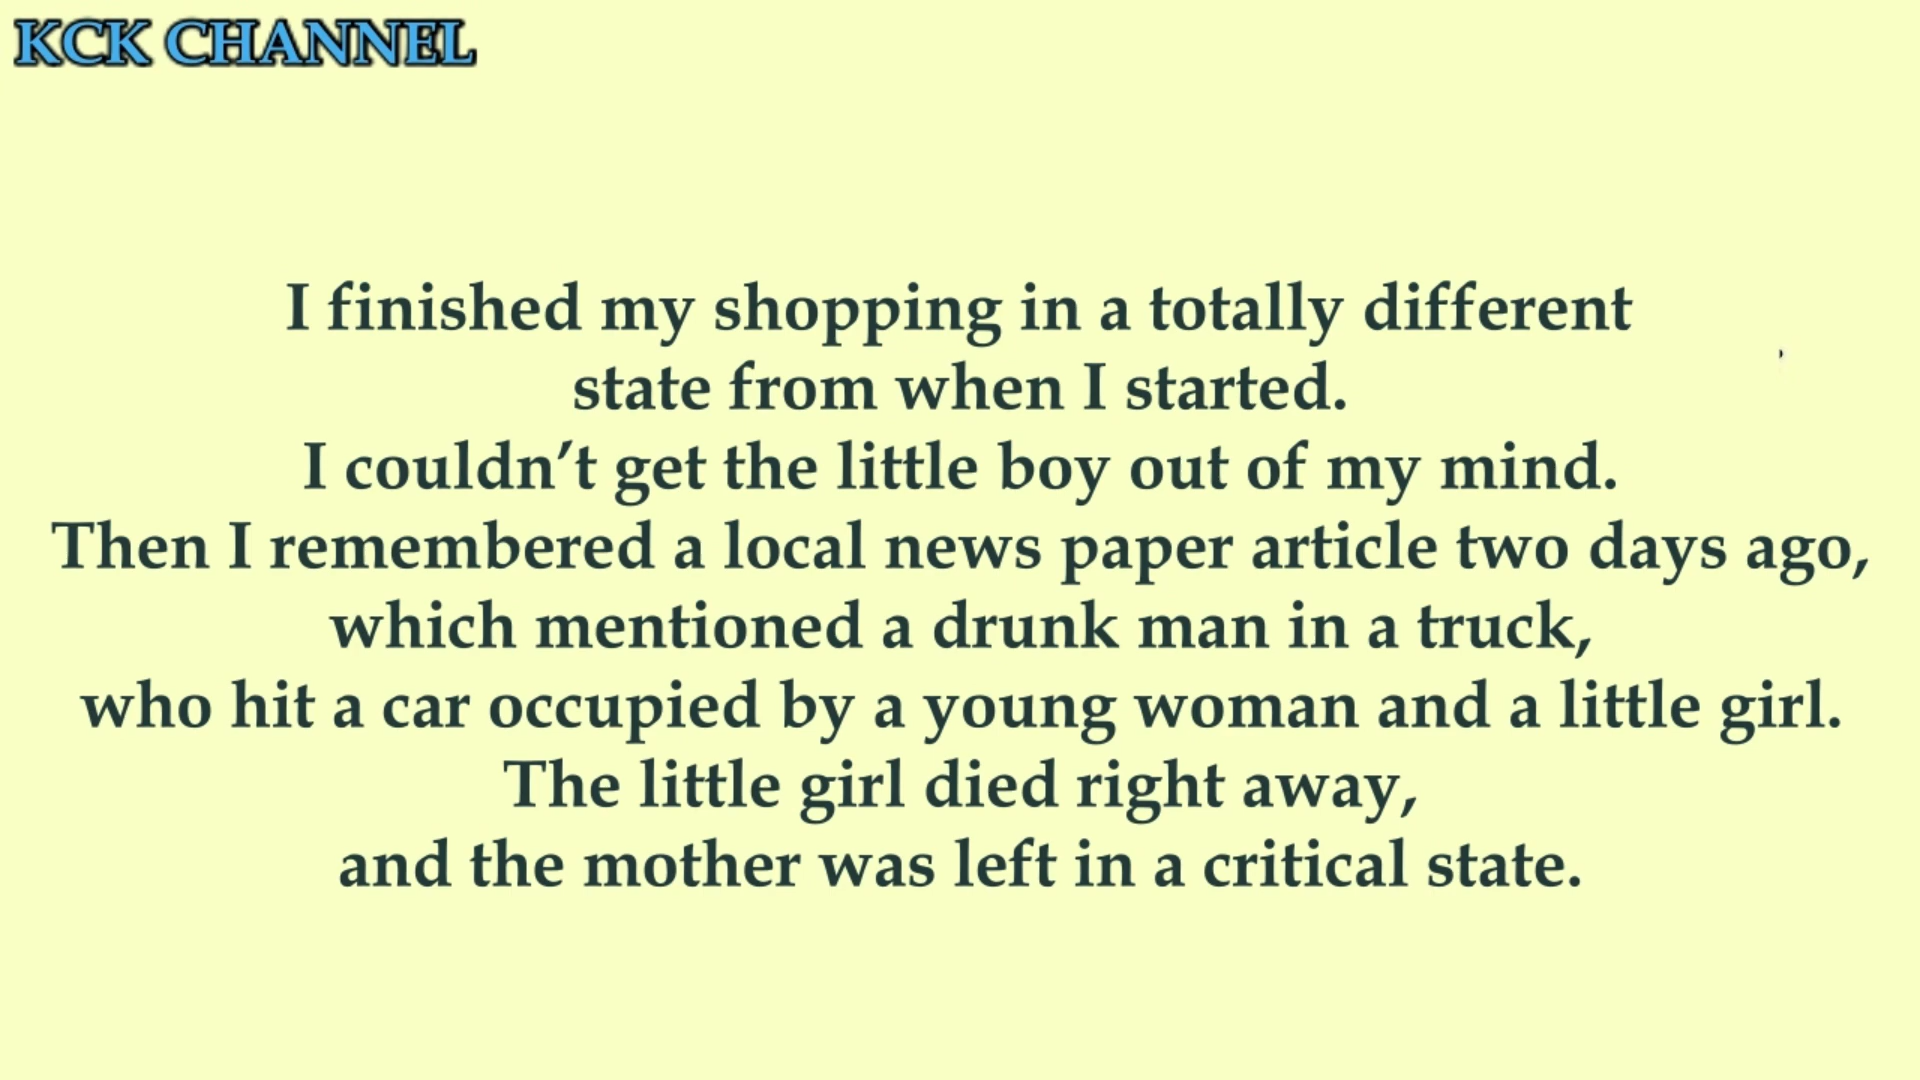 KCK CHANNEL
I finished my shopping in a totally different
state from when I started.
I couldn’t get the little boy out of my mind.
Then I remembered a local news paper article two days ago,
which mentioned a drunk man in a truck,
who hit a car occupied by a young woman and a little girl.
The little girl died right away,
and the mother was left in a critical state.